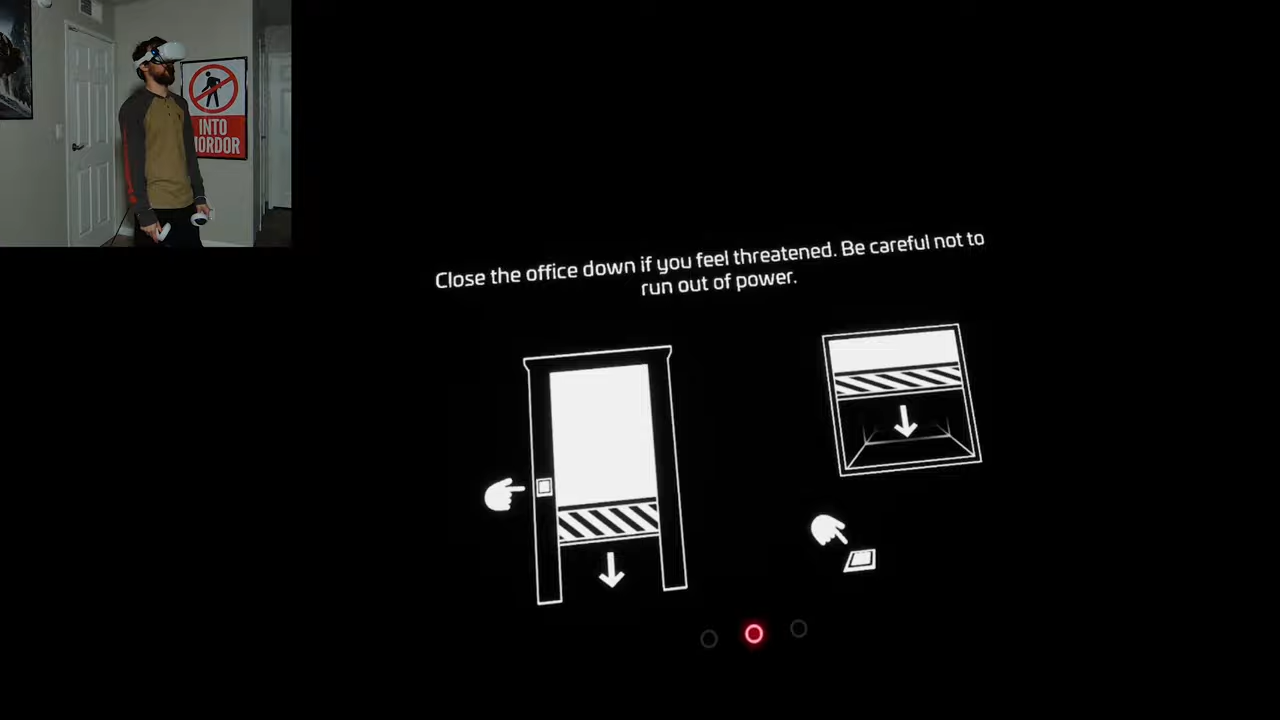 INTO
MORDOR
Close the office down if you feel threatened. Be careful not to
run out of power.